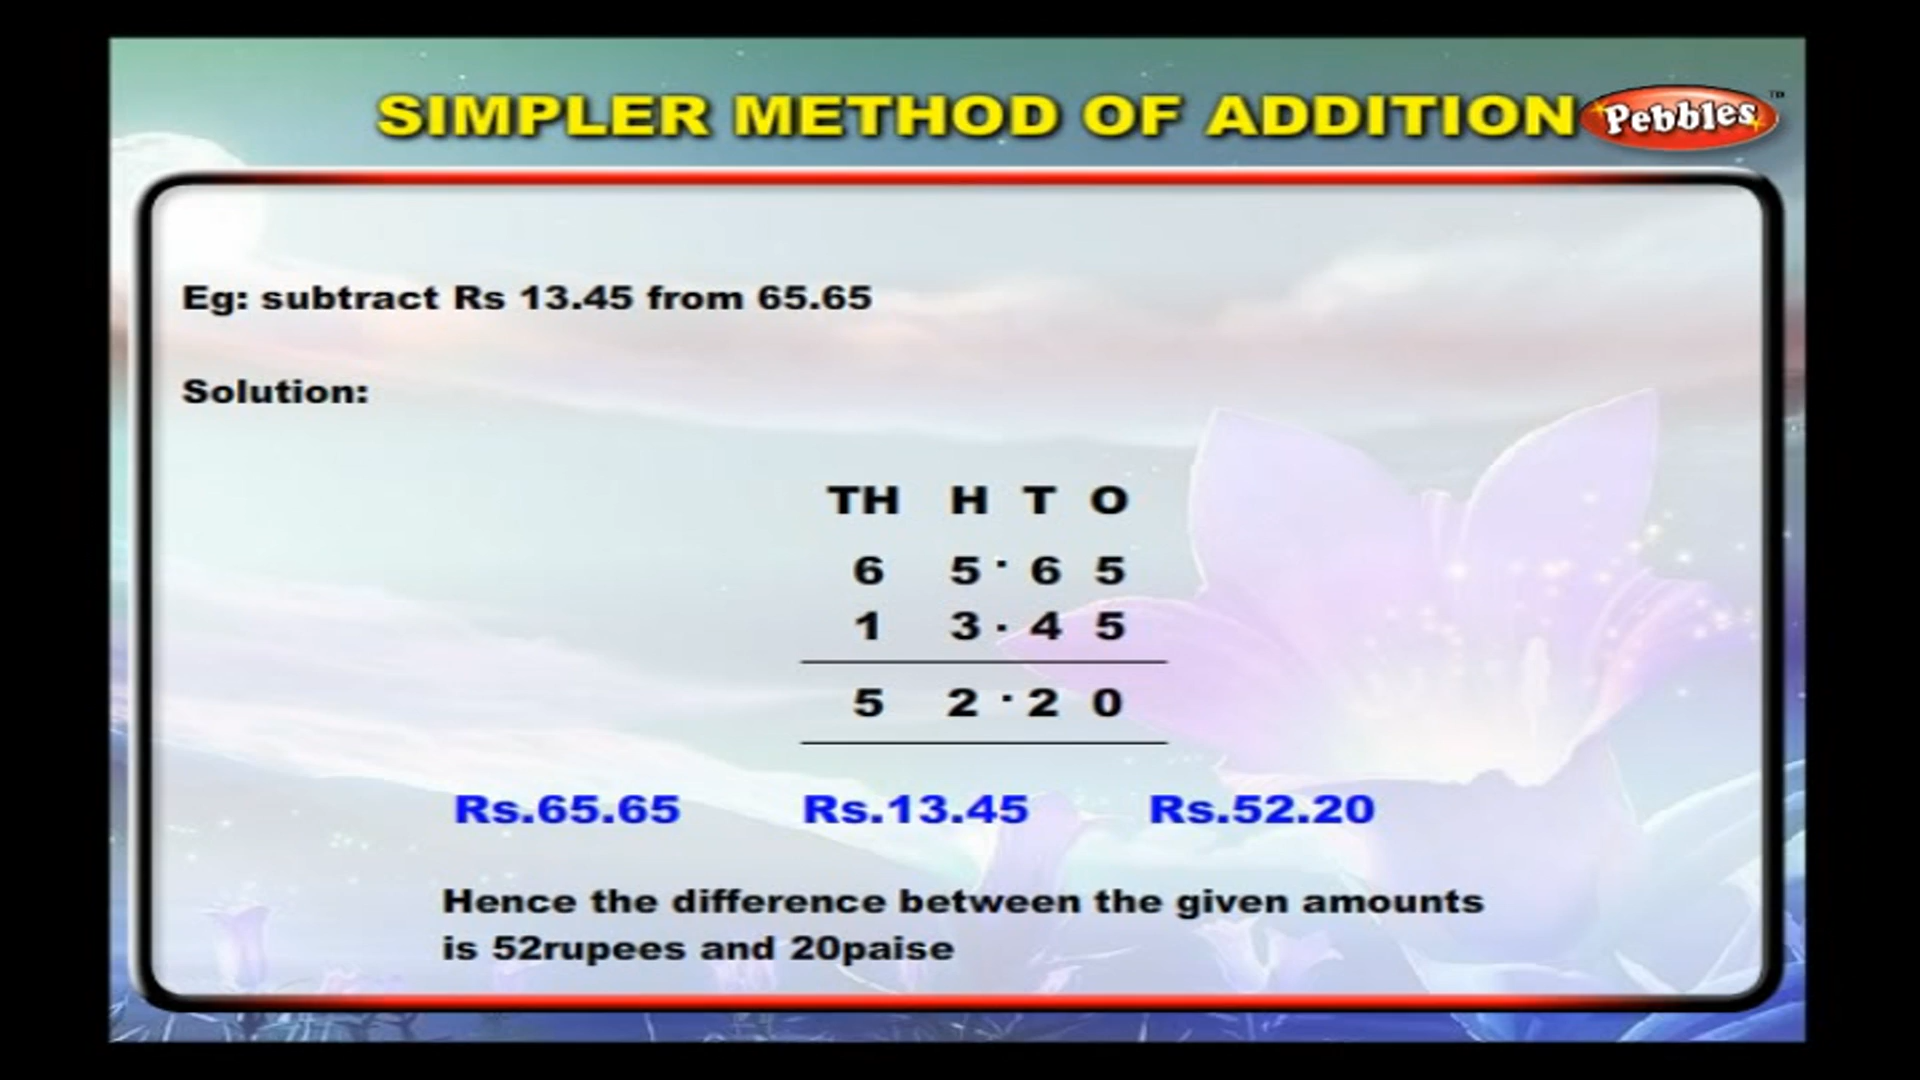 SIMPLER METHOD OF ADDITION
Pebbles TM
Eg: subtract Rs 13.45 from 65.65
Solution:
TH H T O
6 5 . 6 5
1 3 . 4 5
5 2 . 2 0
Rs.65.65 Rs.13.45 Rs.52.20
Hence the difference between the given amounts
is 52rupees and 20paise